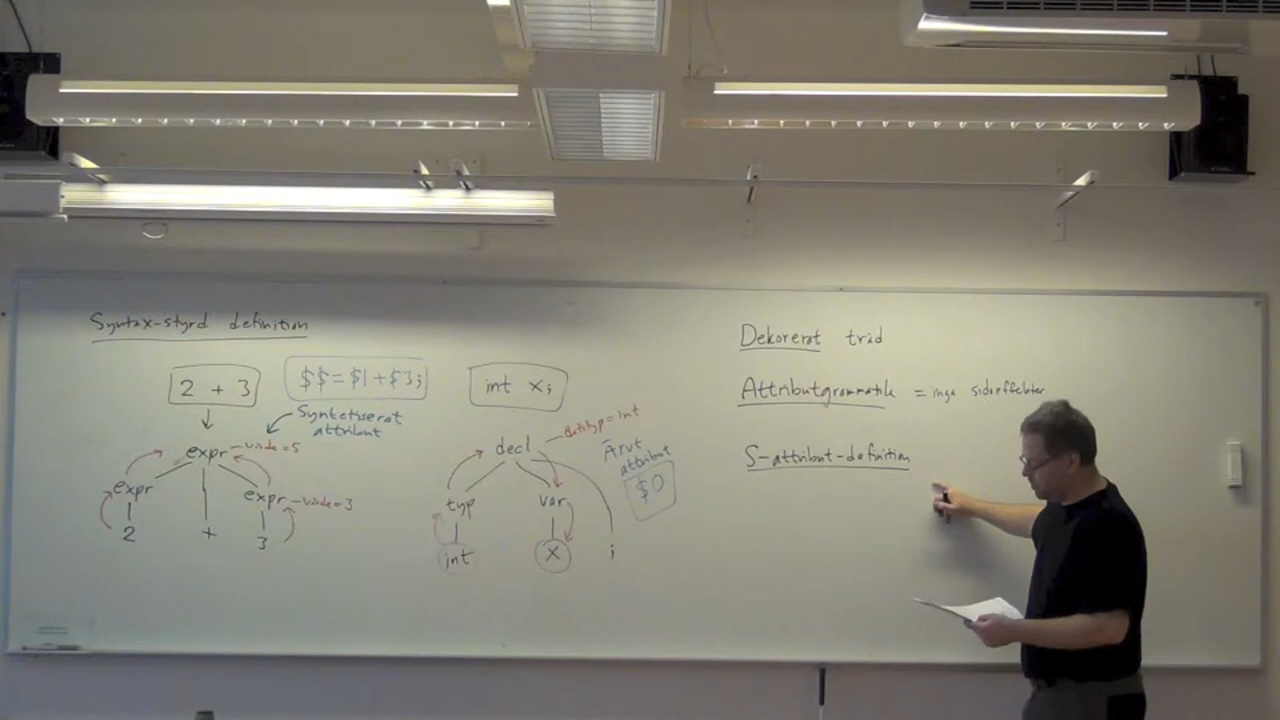 Syntax-styrd definition
2 + 3
$$ = $1 + $3;
Syntetiserat
attribut
expr
värde=5
expr
expr
värde=3
2
+
3
int x;
decl
datatyp=int
Ärvt
attribut
$0
typ
var
int
X
;
Dekorerat träd
Attributgrammatik = inga sidoeffekter
S-attribut-definition